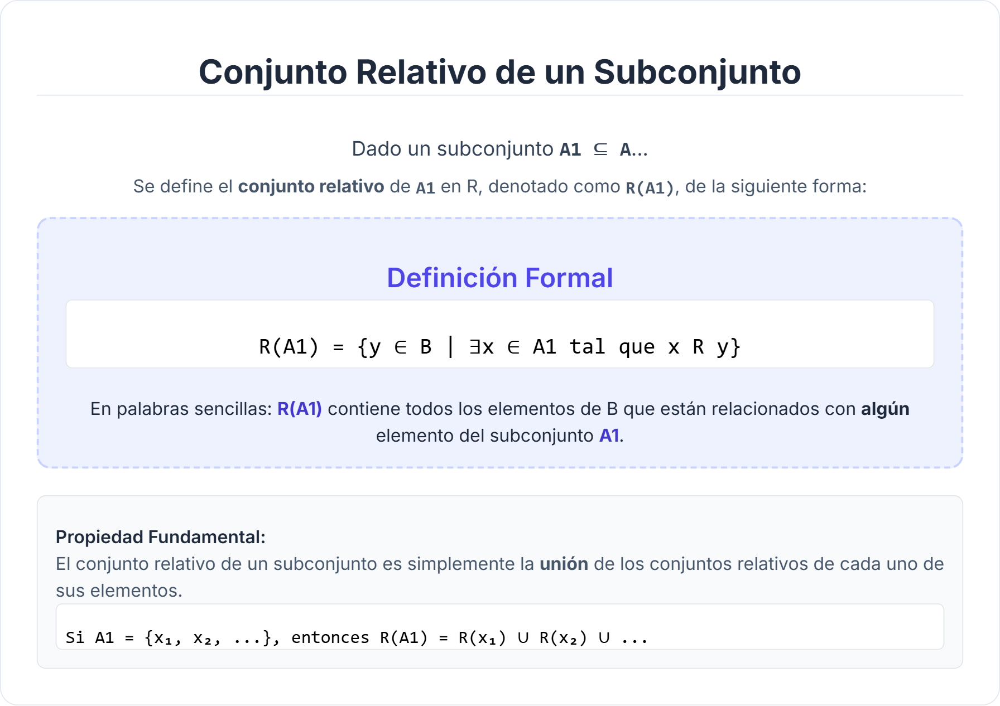 Conjunto Relativo de un Subconjunto
Dado un subconjunto A1 ⊆ A...
Se define el conjunto relativo de A1 en R, denotado como R(A1), de la siguiente forma:
Definición Formal
R(A1) = {y ∈ B | ∃x ∈ A1 tal que x R y}
En palabras sencillas: R(A1) contiene todos los elementos de B que están relacionados con algún
elemento del subconjunto A1.
Propiedad Fundamental:
El conjunto relativo de un subconjunto es simplemente la unión de los conjuntos relativos de cada uno de
sus elementos.
Si A1 = {x₁, x₂, ...}, entonces R(A1) = R(x₁) ∪ R(x₂) ∪ ...